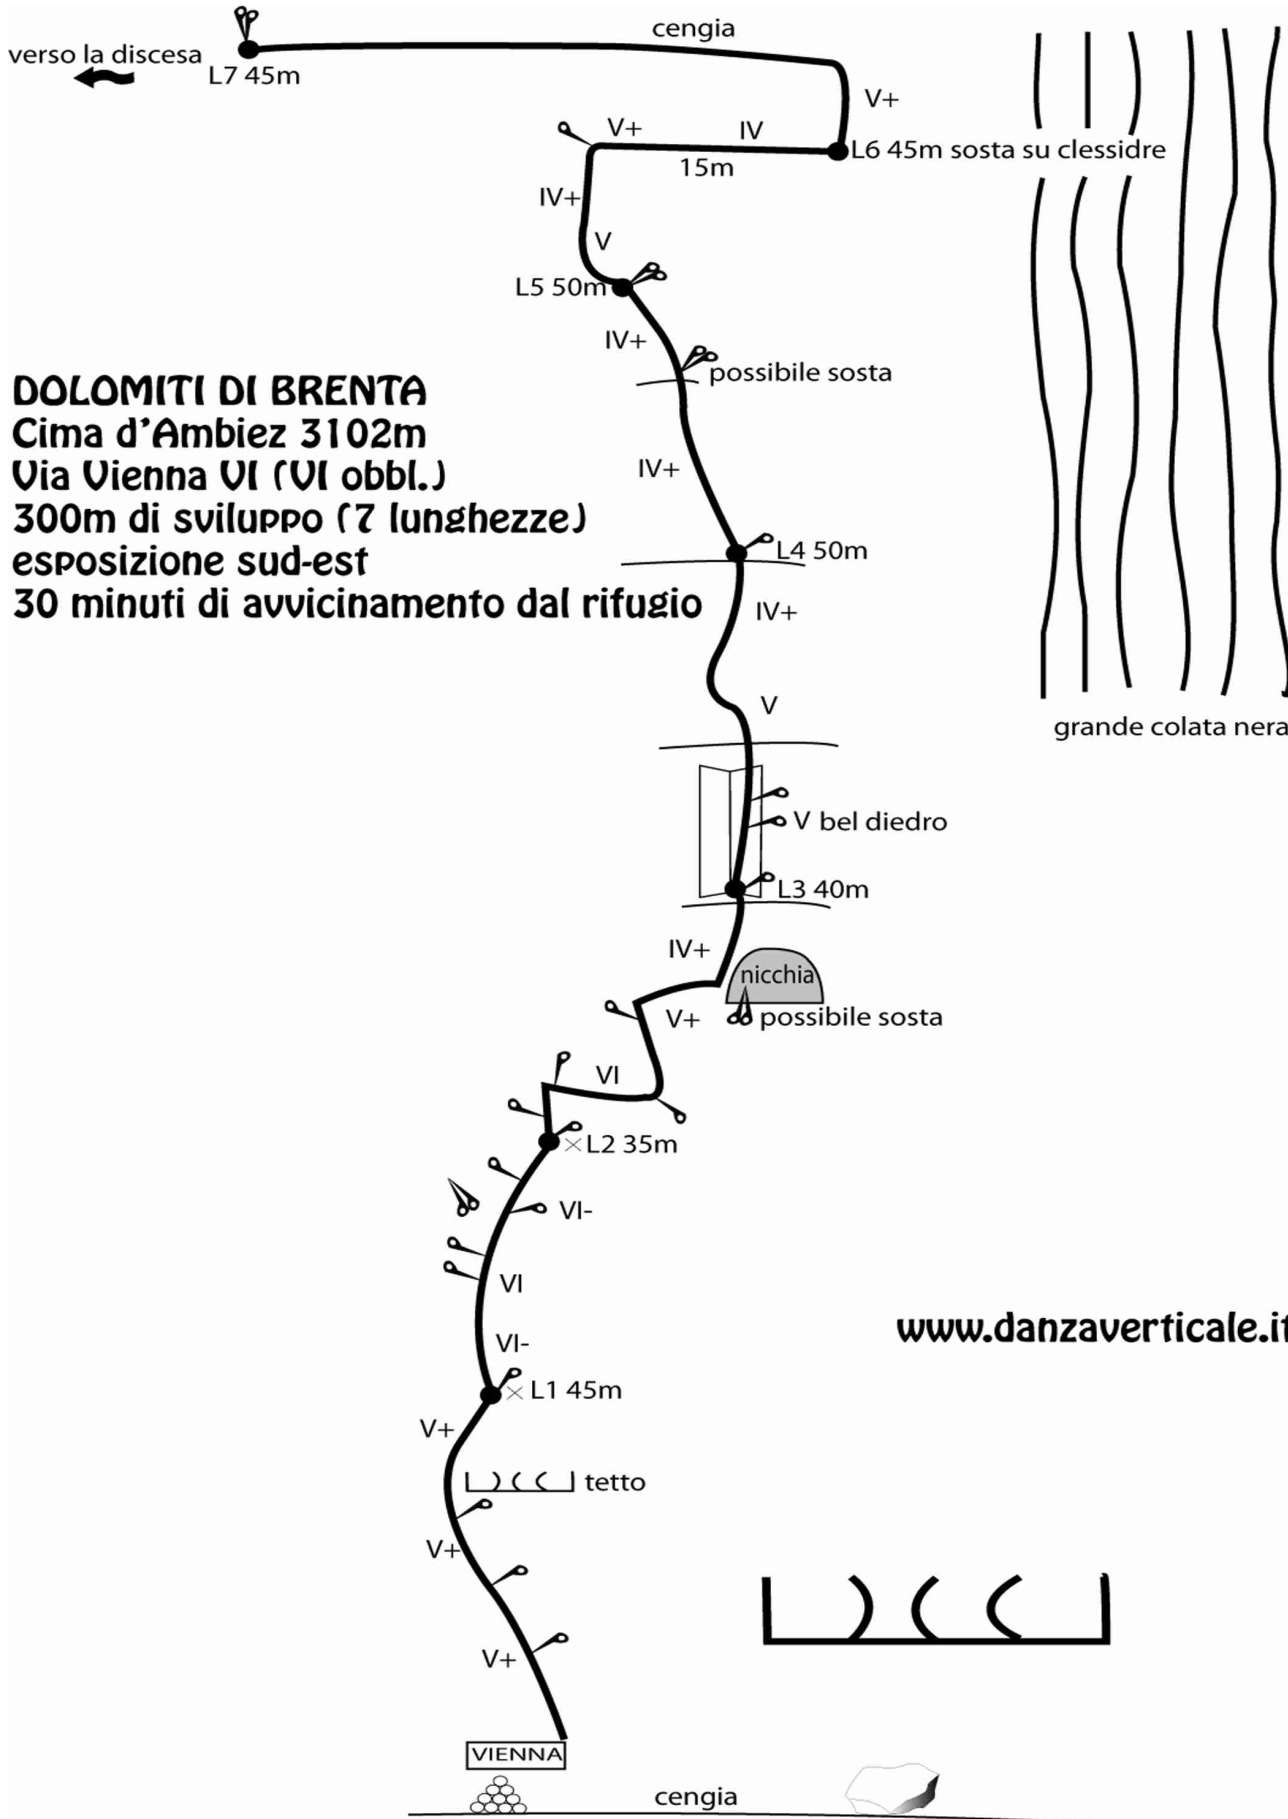 cengia
verso la discesa
L7 45m
V+
V+ IV
L6 45m sosta su clessidre
15m
IV+
V
L5 50m
IV+
possibile sosta
DOLOMITI DI BRENTA
Cima d'Ambiez 3102m
Via Vienna VI (VI obbl.)
300m di sviluppo (7 lunghezze)
esposizione sud-est
30 minuti di avvicinamento dal rifugio
IV+
L4 50m
IV+
V
grande colata nera
V bel diedro
L3 40m
IV+
nicchia
V+
possibile sosta
VI
L2 35m
VI-
VI
www.danzaverticale.it
VI-
L1 45m
V+
tetto
V+
V+
VIENNA
cengia